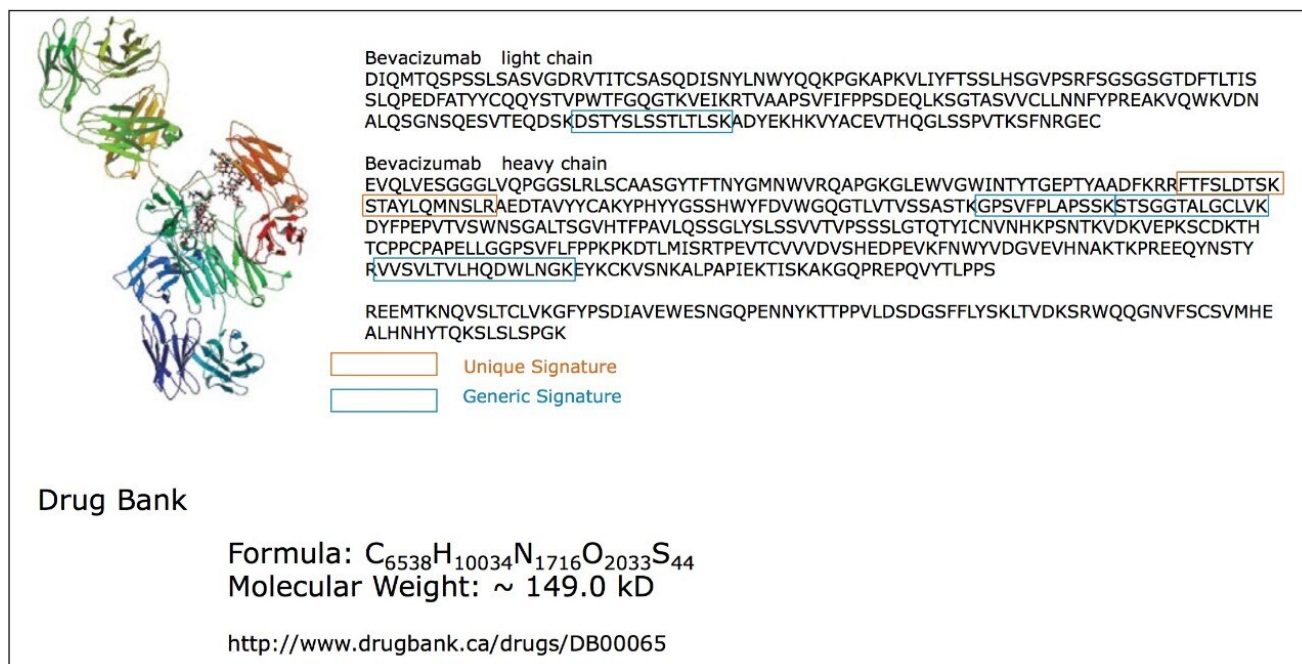 Bevacizumab light chain
DIQMTQSPSSLSASVGDRVTITCSASQDISNYLNWYQQKPGKAPKVLIYFTSSLHSGVPSRFSGSGSGTDFTLTIS
SLQPEDFATYYCQQYSTVPWTFGQGTKVEIKRTVAAPSVFIFPPSDEQLKSGTASVVCLLNNFYPREAKVQWKVDN
ALQSGNSQESVTEQDSKDSTYSLSSTLTLSKADYEKHKVYACEVTHQGLSSPVTKSFNRGEC
Bevacizumab heavy chain
EVQLVESGGGLVQPGGSLRLSCAASGYTFTNYGMNWVRQAPGKGLEWVGWINTYTGEPTYAADFKRRFTFSLDTSK
STAYLQMNSLRAEDTAVYYCAKYPHYYGSSHWYFDVWGQGTLVTVSSASTKGPSVFPLAPSSKSTSGGTALGCLVK
DYFPEPVTVSWNSGALTSGVHTFPAVLQSSGLYSLSSVVTVPSSSLGTQTYICNVNHKPSNTKVDKVEPKSCDKTH
TCPPCPAPELLGGPSVFLFPPKPKDTLMISRTPEVTCVVVDVSHEDPEVKFNWYVDGVEVHNAKTKPREEQYNSTY
RVVSVLTVLHQDWLNGKEYKCKVSNKALPAPIEKTISKAKGQPREPQVYTLPPS
REEMTKNQVSLTCLVKGFYPSDIAVEWESNGQPENNYKTTPPVLDSDGSFFLYSKLTVDKSRWQQGNVFSCSVMHE
ALHNHYTQKSLSLSPGK
Unique Signature
Generic Signature
Drug Bank
Formula: C6538H10034N1716O2033S44
Molecular Weight: ~ 149.0 kD
http://www.drugbank.ca/drugs/DB00065